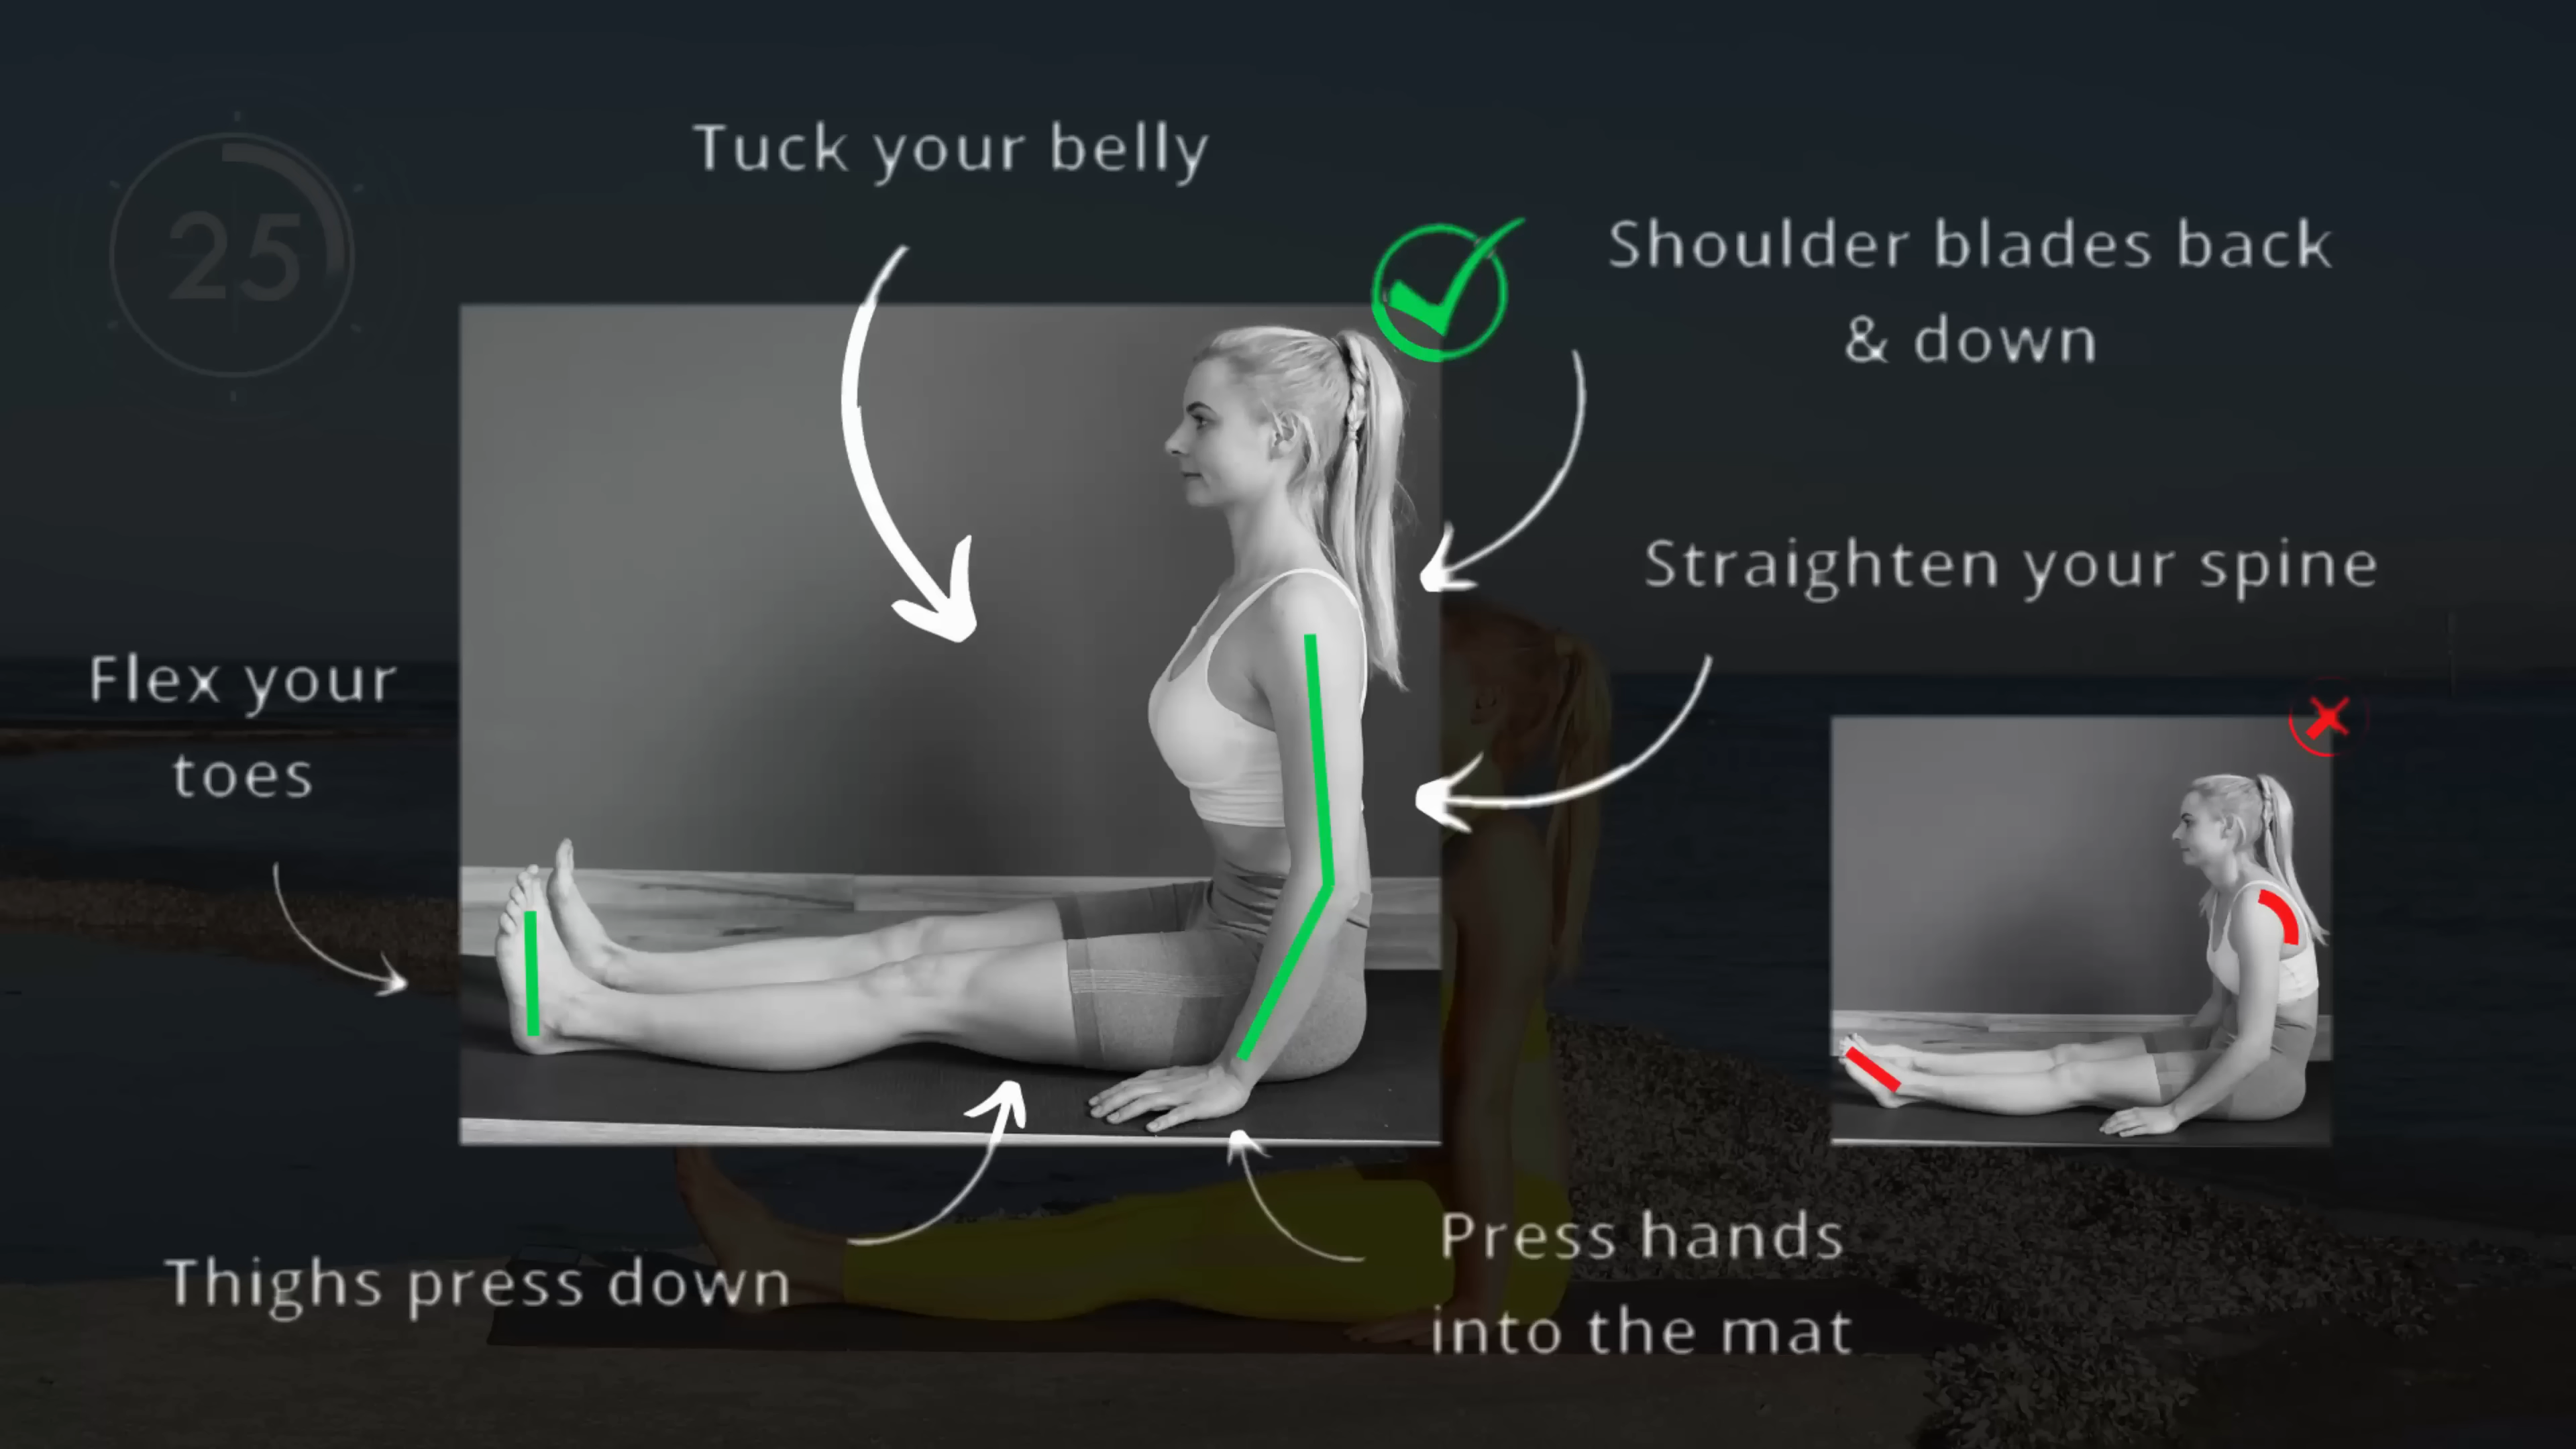 25
Tuck your belly
Shoulder blades back
& down
Straighten your spine
Flex your
toes
Thighs press down
Press hands
into the mat